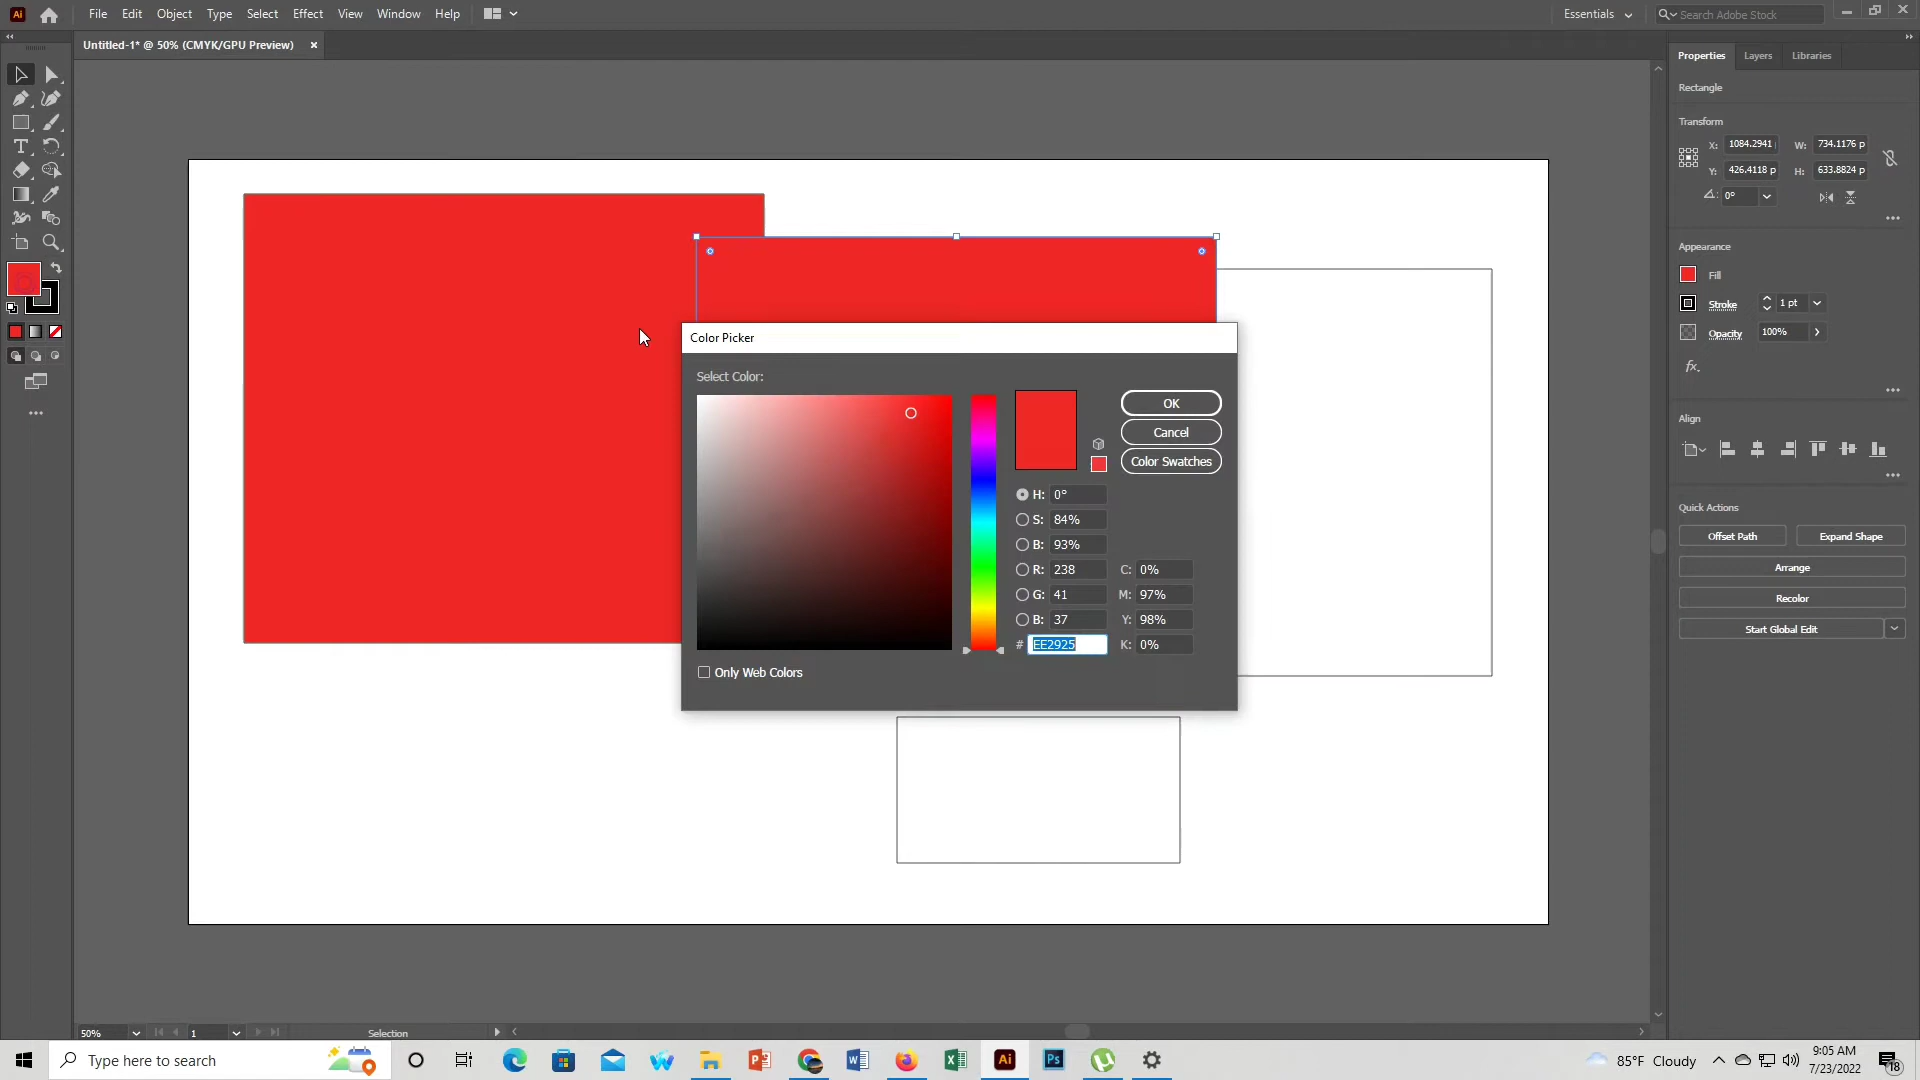 Ai File Edit Object Type Select Effect View Window Help Essentials Search Adobe Stock
Untitled-1* @ 50% (CMYK/GPU Preview) ×
Properties Layers Libraries
Rectangle
Transform
X: 1084.2941 W: 734.1176 p
Y: 426.4118 p H: 633.8824 p
0°
Appearance
Fill
Stroke 1 pt
Opacity 100%
fx.
Align
Quick Actions
Offset Path Expand Shape
Arrange
Recolor
Start Global Edit
Color Picker
Select Color:
OK
Cancel
Color Swatches
H: 0°
S: 84%
B: 93%
R: 238 C: 0%
G: 41 M: 97%
B: 37 Y: 98%
# EE2925 K: 0%
Only Web Colors
50% 1 Selection
Type here to search
Ai Ps
85°F Cloudy
9:05 AM
7/23/2022
18